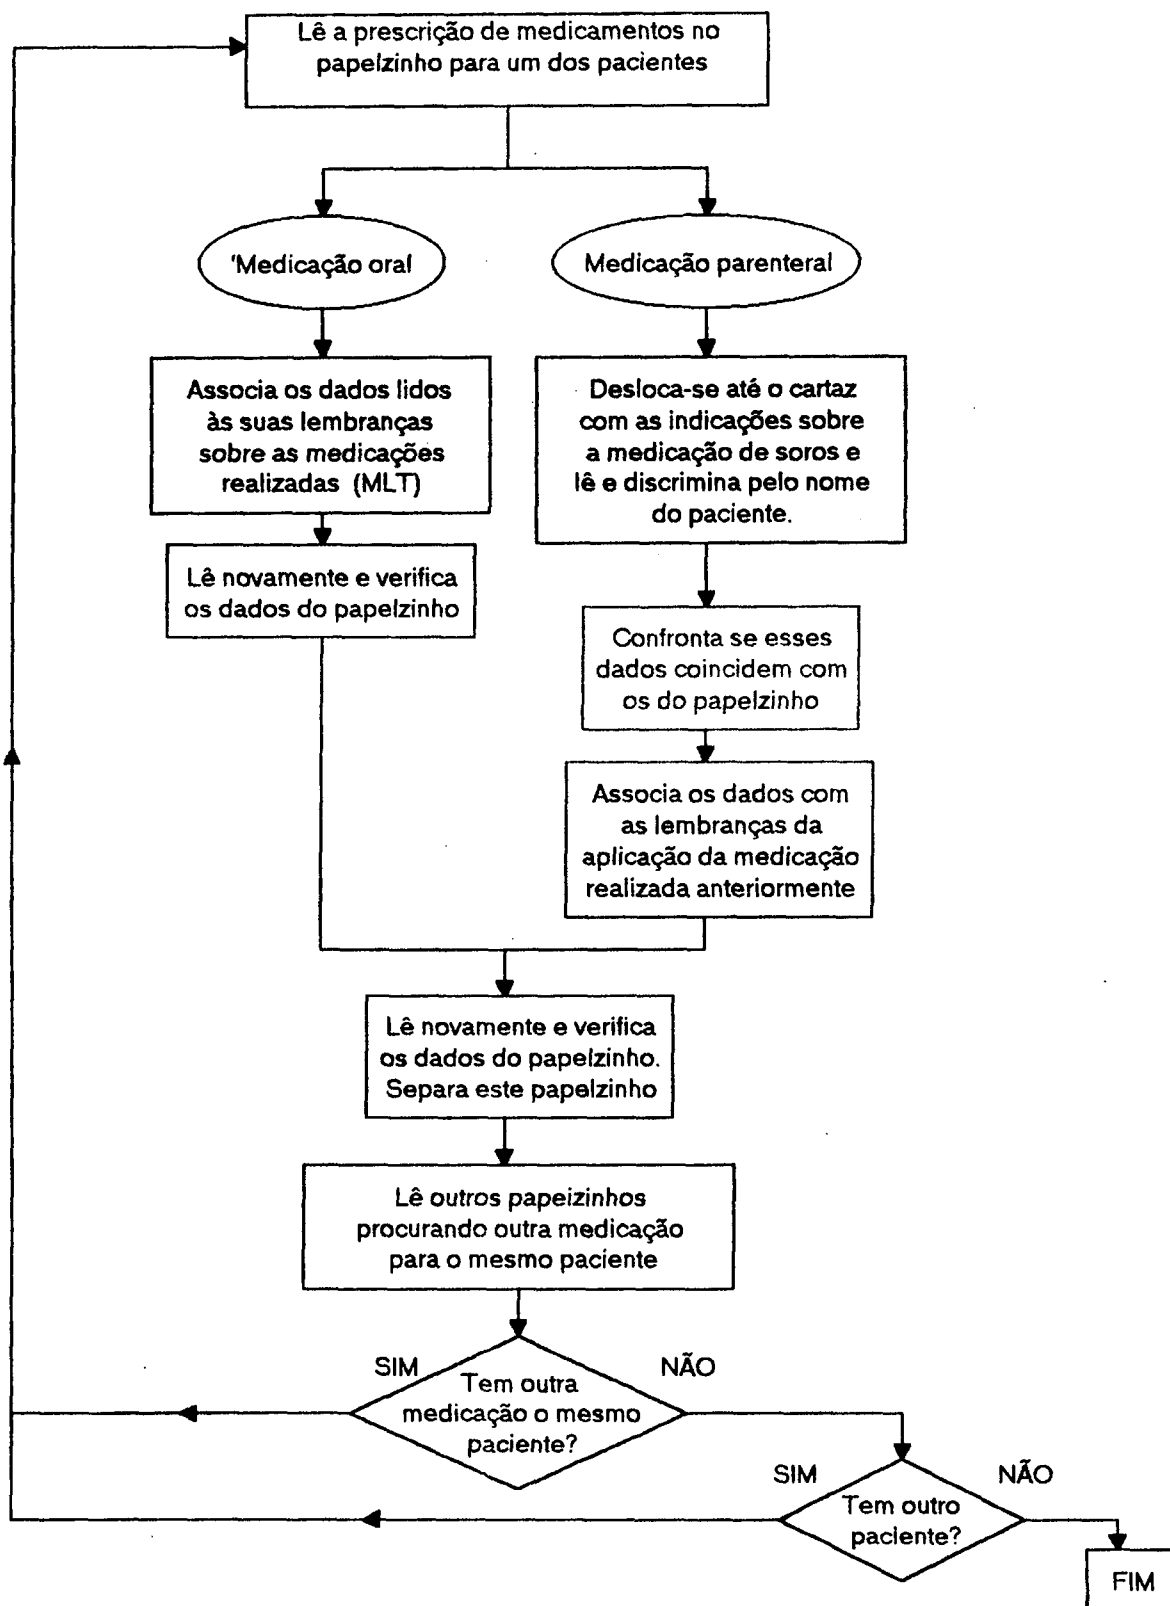 Lê a prescrição de medicamentos no
papelzinho para um dos pacientes
'Medicação oral
Medicação parenteral
Associa os dados lidos
às suas lembranças
sobre as medicações
realizadas (MLT)
Desloca-se até o cartaz
com as indicações sobre
a medicação de soros e
lê e discrimina pelo nome
do paciente.
Lê novamente e verifica
os dados do papelzinho
Confronta se esses
dados coincidem com
os do papelzinho
Associa os dados com
as lembranças da
aplicação da medicação
realizada anteriormente
Lê novamente e verifica
os dados do papelzinho.
Separa este papelzinho
Lê outros papeizinhos
procurando outra medicação
para o mesmo paciente
SIM
NÃO
Tem outra
medicação o mesmo
paciente?
SIM
NÃO
Tem outro
paciente?
FIM